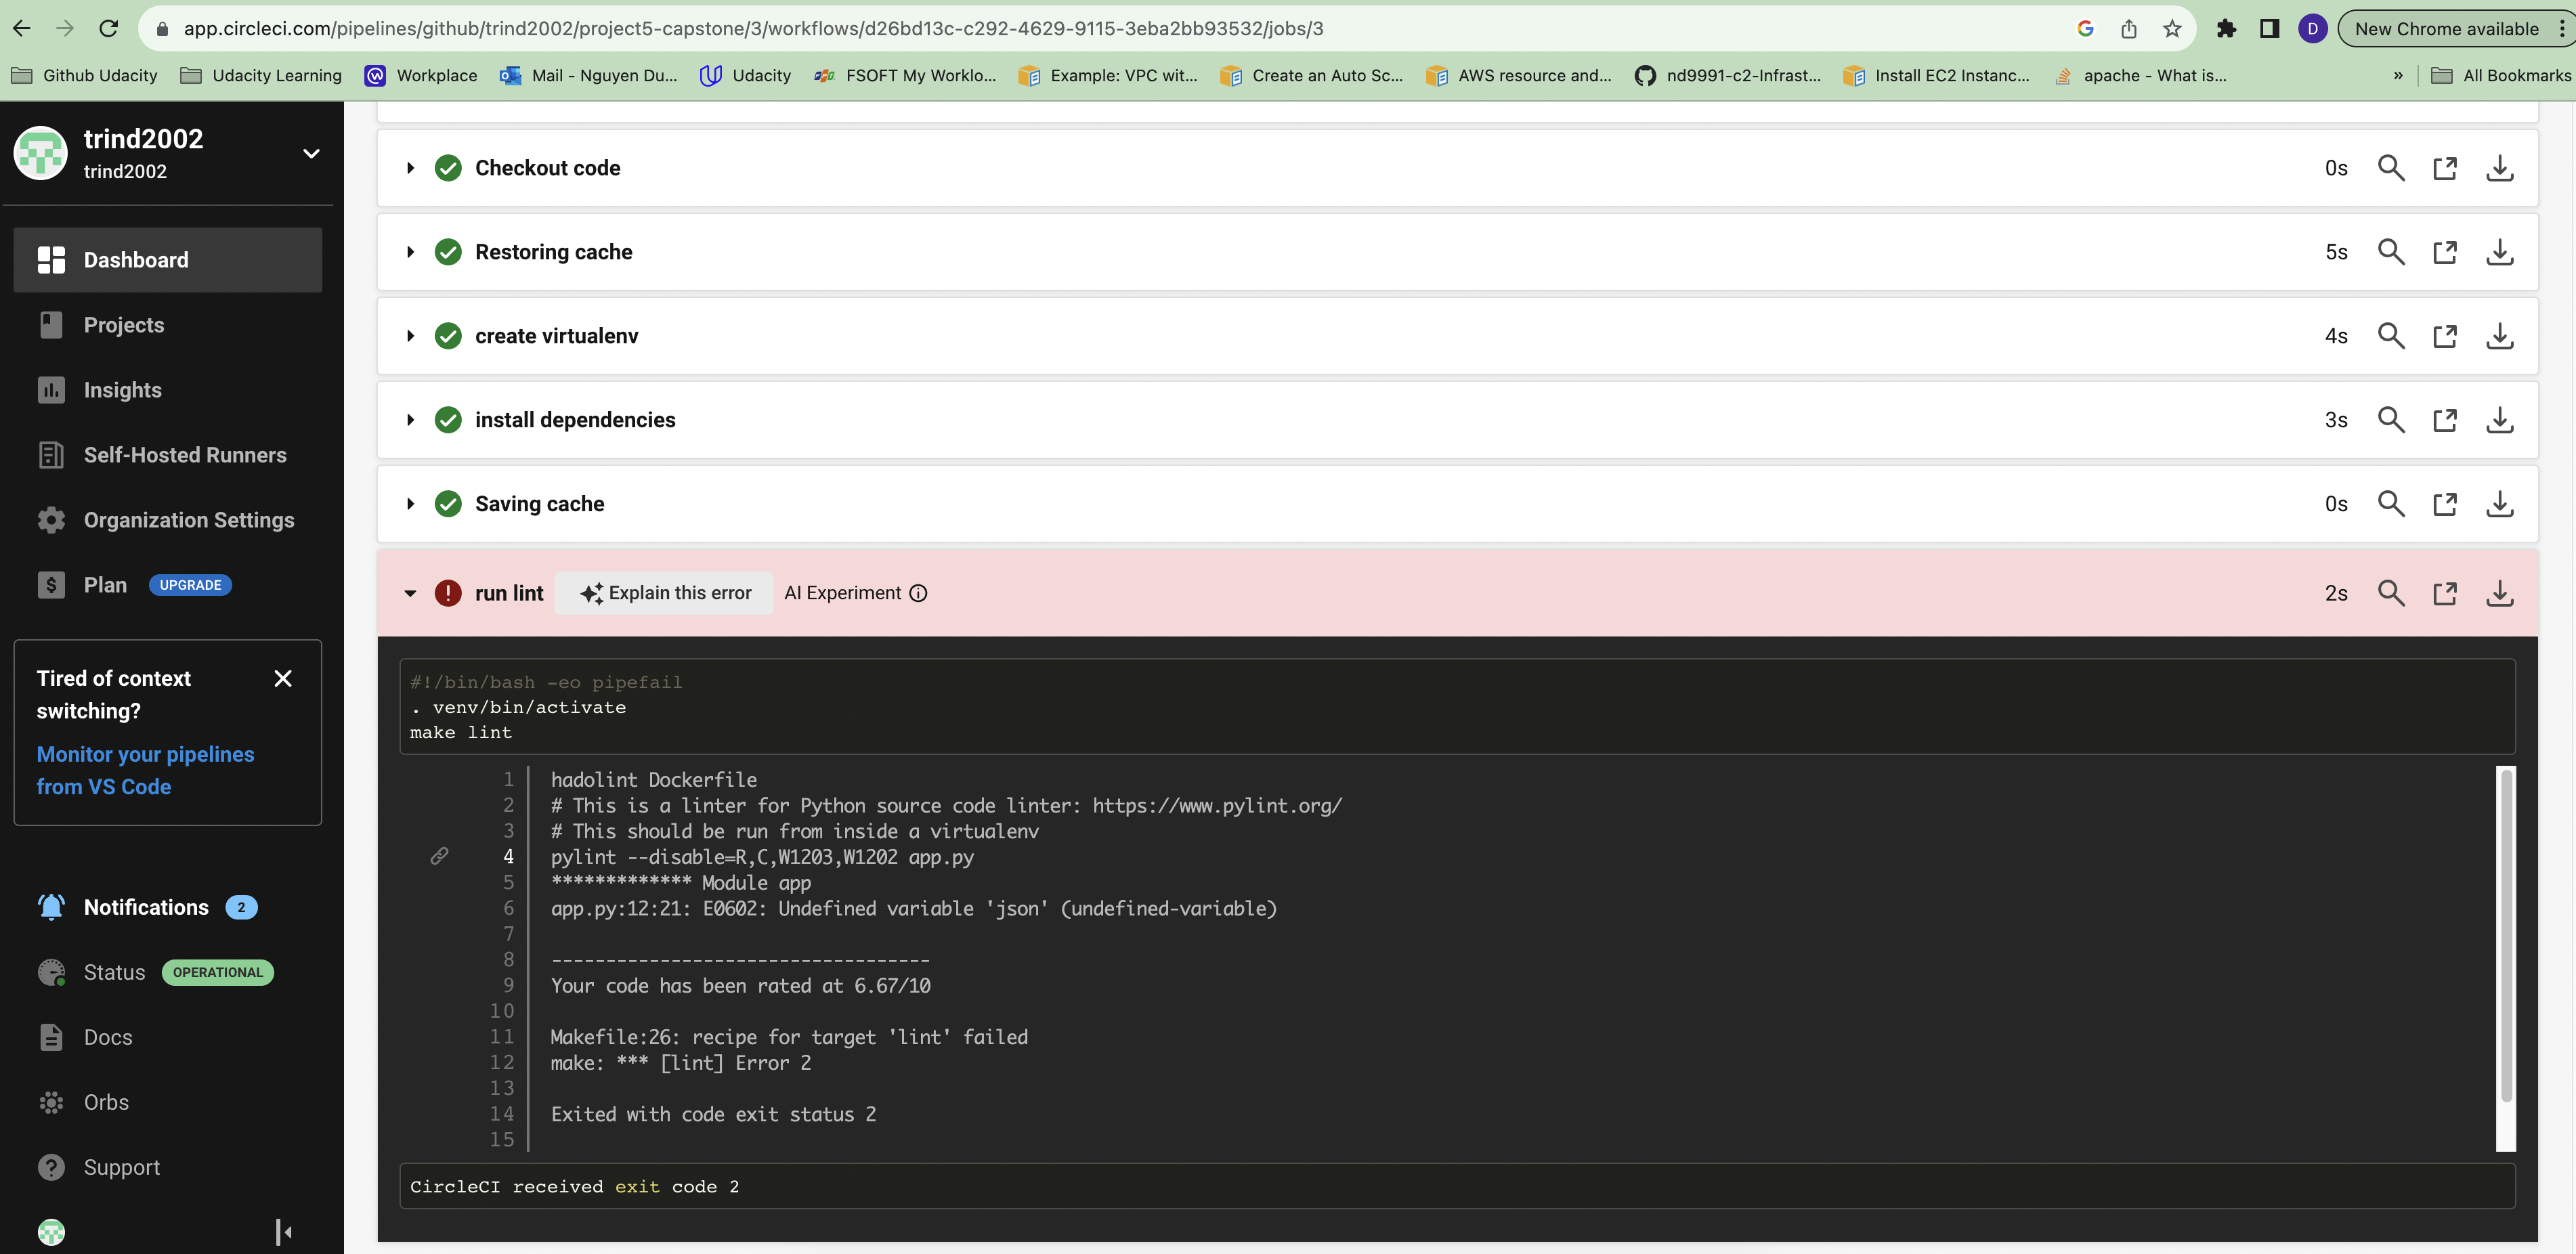 app.circleci.com/pipelines/github/trind2002/project5-capstone/3/workflows/d26bd13c-c292-4629-9115-3eba2bb93532/jobs/3
D
New Chrome available
Github Udacity
Udacity Learning
Workplace
Mail - Nguyen Du...
Udacity
FSOFT My Worklo...
Example: VPC wit...
Create an Auto Sc...
AWS resource and...
nd9991-c2-Infrast...
Install EC2 Instanc...
apache - What is...
»
All Bookmarks
trind2002
trind2002
Dashboard
Projects
Insights
Self-Hosted Runners
Organization Settings
Plan UPGRADE
Tired of context
switching?
Monitor your pipelines
from VS Code
Notifications 2
Status OPERATIONAL
Docs
Orbs
Support
Checkout code 0s
Restoring cache 5s
create virtualenv 4s
install dependencies 3s
Saving cache 0s
run lint Explain this error AI Experiment 2s
#!/bin/bash -eo pipefail
. venv/bin/activate
make lint
1 hadolint Dockerfile
2 # This is a linter for Python source code linter: https://www.pylint.org/
3 # This should be run from inside a virtualenv
4 pylint --disable=R,C,W1203,W1202 app.py
5 ************* Module app
6 app.py:12:21: E0602: Undefined variable 'json' (undefined-variable)
7
8 -----------------------------------
9 Your code has been rated at 6.67/10
10
11 Makefile:26: recipe for target 'lint' failed
12 make: *** [lint] Error 2
13
14 Exited with code exit status 2
15
CircleCI received exit code 2